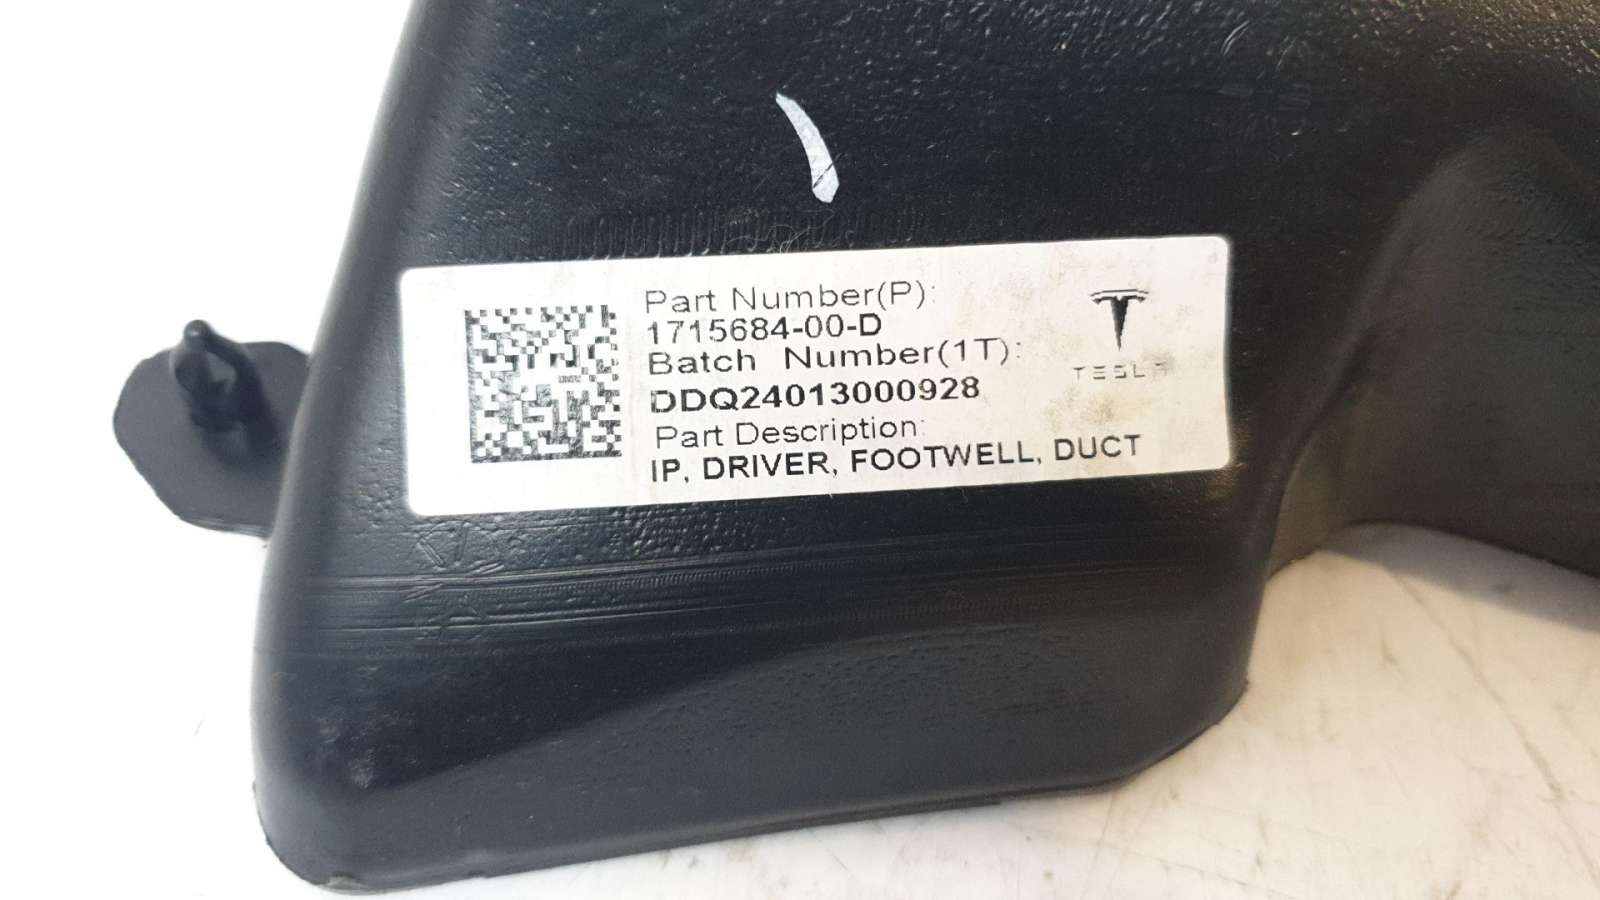 Part Number(P):
1715684-00-D
Batch Number(1T):
DDQ24013000928
Part Description:
IP, DRIVER, FOOTWELL, DUCT
TESLA